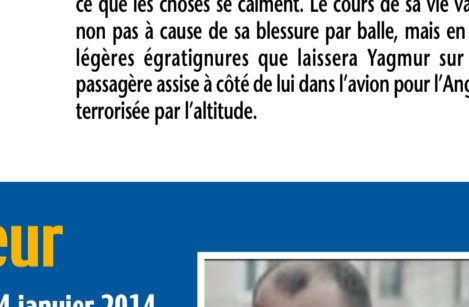 ce que les choses se calment. Le cours de sa vie va
non pas à cause de sa blessure par balle, mais en
légères égratignures que laissera Yagmur sur
passagère assise à côté de lui dans l'avion pour l'Ang
terrorisée par l'altitude.
eur
4 janvier 2014